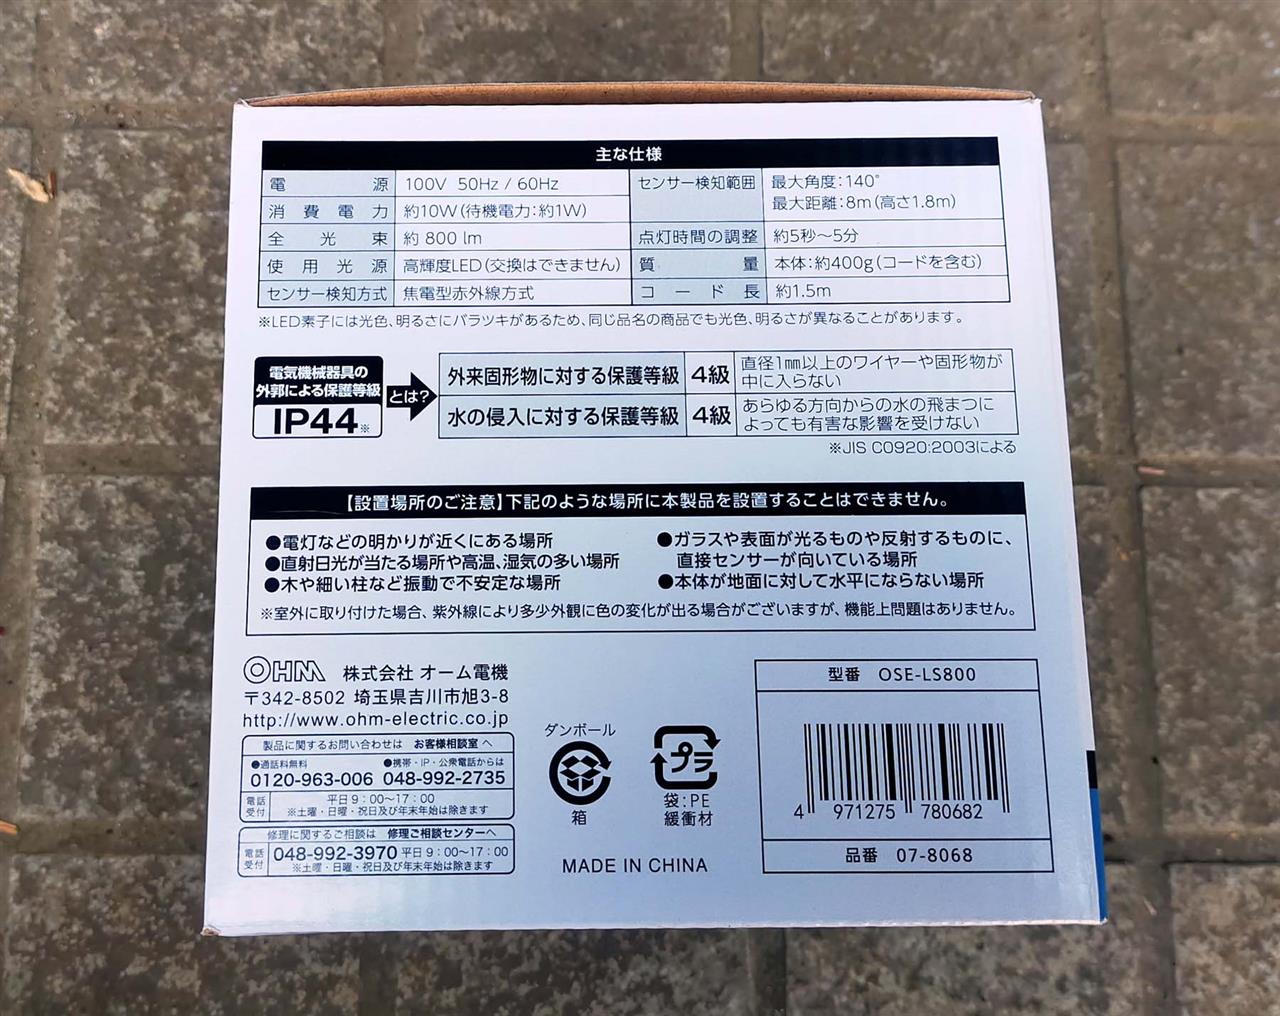 主な仕様
電源 100V 50Hz / 60Hz
消費電力 約10W(待機電力:約1W)
全光束 約800 lm
使用光源 高輝度LED(交換はできません)
センサー検知方式 焦電型赤外線方式
センサー検知範囲 最大角度:140°
最大距離:8m(高さ1.8m)
点灯時間の調整 約5秒〜5分
質量 本体:約400g(コードを含む)
コード長 約1.5m
※LED素子には光色、明るさにバラツキがあるため、同じ品名の商品でも光色、明るさが異なることがあります。
電気機械器具の
外郭による保護等級
IP44※
とは?
外来固形物に対する保護等級 4級 直径1mm以上のワイヤーや固形物が
中に入らない
水の侵入に対する保護等級 4級 あらゆる方向からの水の飛まつに
よっても有害な影響を受けない
※JIS C0920:2003による
【設置場所のご注意】下記のような場所に本製品を設置することはできません。
●電灯などの明かりが近くにある場所
●直射日光が当たる場所や高温、湿気の多い場所
●木や細い柱など振動で不安定な場所
●ガラスや表面が光るものや反射するものに、
直接センサーが向いている場所
●本体が地面に対して水平にならない場所
※室外に取り付けた場合、紫外線により多少外観に色の変化が出る場合がございますが、機能上問題はありません。
OHM 株式会社 オーム電機
〒342-8502 埼玉県吉川市旭3-8
http://www.ohm-electric.co.jp
製品に関するお問い合わせは お客様相談室 へ
●通話料無料 ●携帯・IP・公衆電話からは
0120-963-006 048-992-2735
電話
受付
平日 9:00〜17:00
※土曜・日曜・祝日及び年末年始は除きます
修理に関するご相談は 修理ご相談センターへ
電話
受付
048-992-3970 平日 9:00〜17:00
※土曜・日曜・祝日及び年末年始は除きます
ダンボール
箱
プラ
袋:PE
緩衝材
MADE IN CHINA
型番 OSE-LS800
4 971275 780682
品番 07-8068